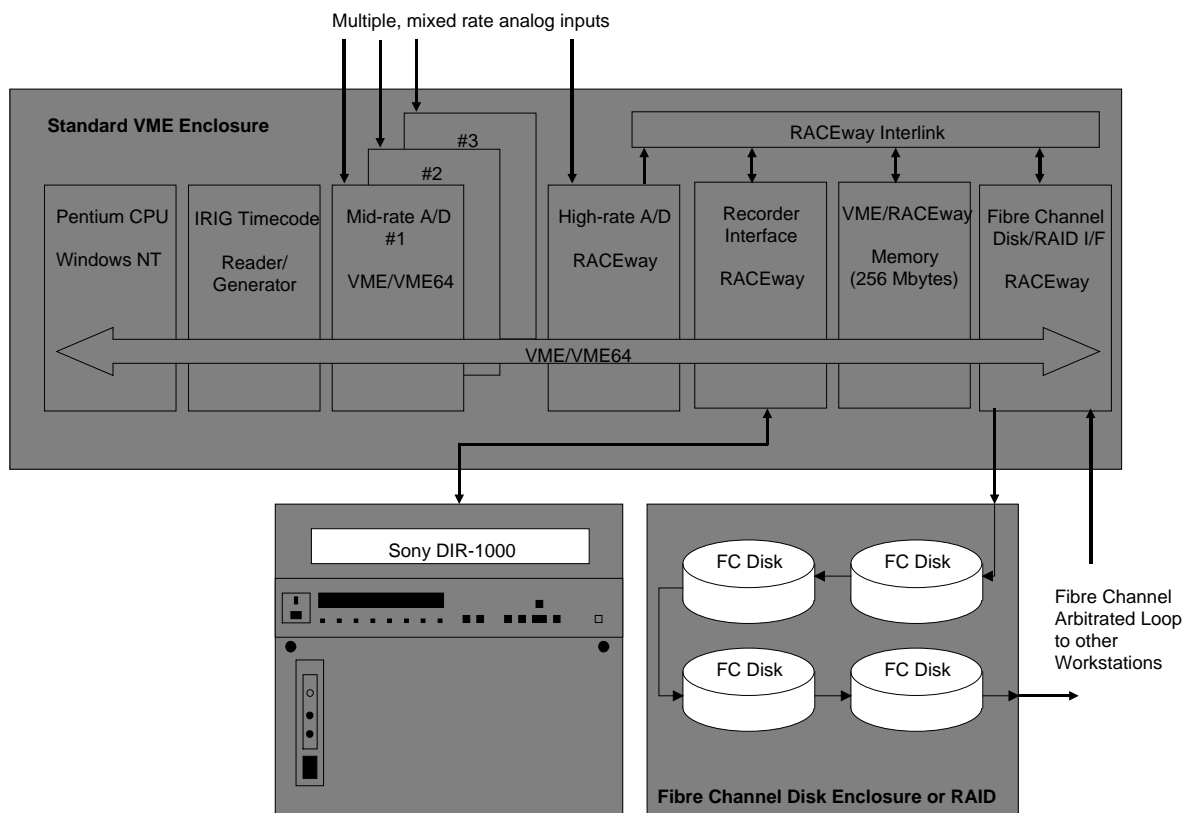 Multiple, mixed rate analog inputs
Standard VME Enclosure
RACEway Interlink
#3
#2
Pentium CPU
Windows NT
IRIG Timecode
Reader/
Generator
Mid-rate A/D
#1
VME/VME64
High-rate A/D
RACEway
Recorder
Interface
RACEway
VME/RACEway
Memory
(256 Mbytes)
Fibre Channel
Disk/RAID I/F
RACEway
VME/VME64
Sony DIR-1000
FC Disk
FC Disk
FC Disk
FC Disk
Fibre Channel
Arbitrated Loop
to other
Workstations
Fibre Channel Disk Enclosure or RAID